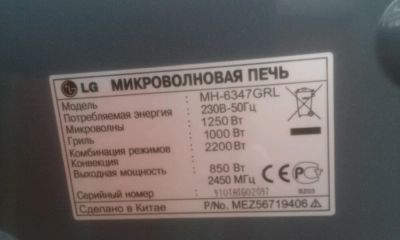 LG МИКРОВОЛНОВАЯ ПЕЧЬ
Модель MH-6347GRL
Потребляемая энергия 230В-50Гц
Микроволны 1250 Вт
Гриль 1000 Вт
Комбинация режимов 2200 Вт
Конвекция
Выходная мощность 850 Вт
2450 МГц
Серийный номер :
Сделано в Китае P/No. MEZ56719406